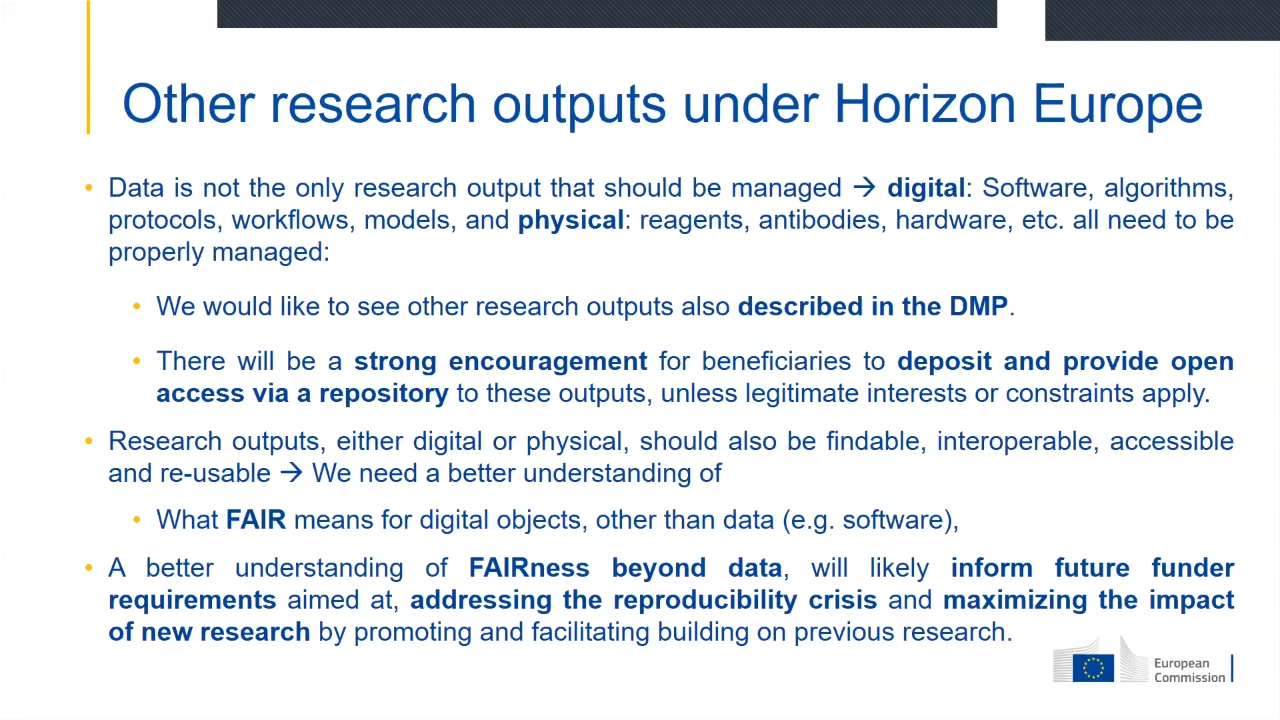 Other research outputs under Horizon Europe
• Data is not the only research output that should be managed → digital: Software, algorithms,
protocols, workflows, models, and physical: reagents, antibodies, hardware, etc. all need to be
properly managed:
• We would like to see other research outputs also described in the DMP.
• There will be a strong encouragement for beneficiaries to deposit and provide open
access via a repository to these outputs, unless legitimate interests or constraints apply.
• Research outputs, either digital or physical, should also be findable, interoperable, accessible
and re-usable → We need a better understanding of
• What FAIR means for digital objects, other than data (e.g. software),
• A better understanding of FAIRness beyond data, will likely inform future funder
requirements aimed at, addressing the reproducibility crisis and maximizing the impact
of new research by promoting and facilitating building on previous research.
European
Commission